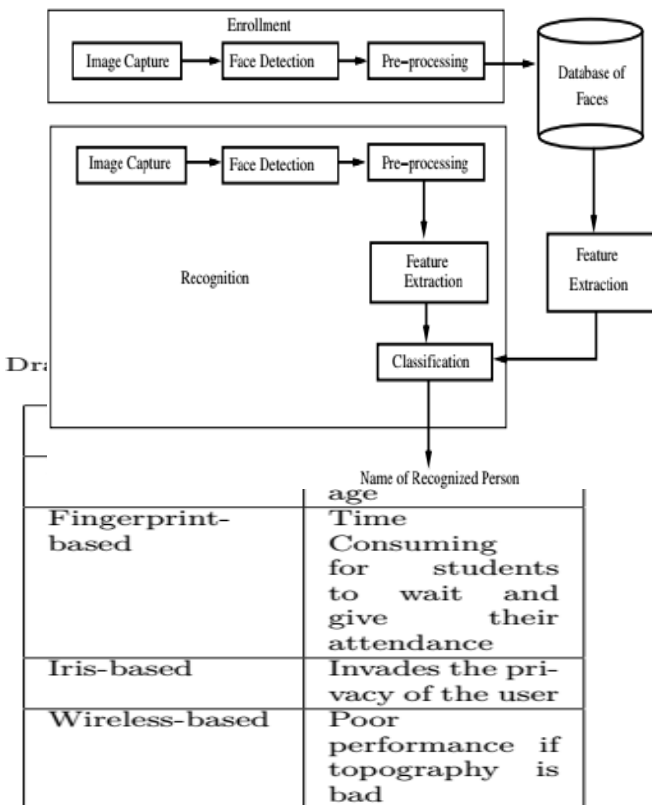 Enrollment
Image Capture
Face Detection
Pre-processing
Database of
Faces
Image Capture
Face Detection
Pre-processing
Feature
Extraction
Recognition
Feature
Extraction
Classification
Name of Recognized Person
age
Fingerprint-
based
Time
Consuming
for students
to wait and
give their
attendance
Iris-based
Invades the pri-
vacy of the user
Wireless-based
Poor
performance if
topography is
bad